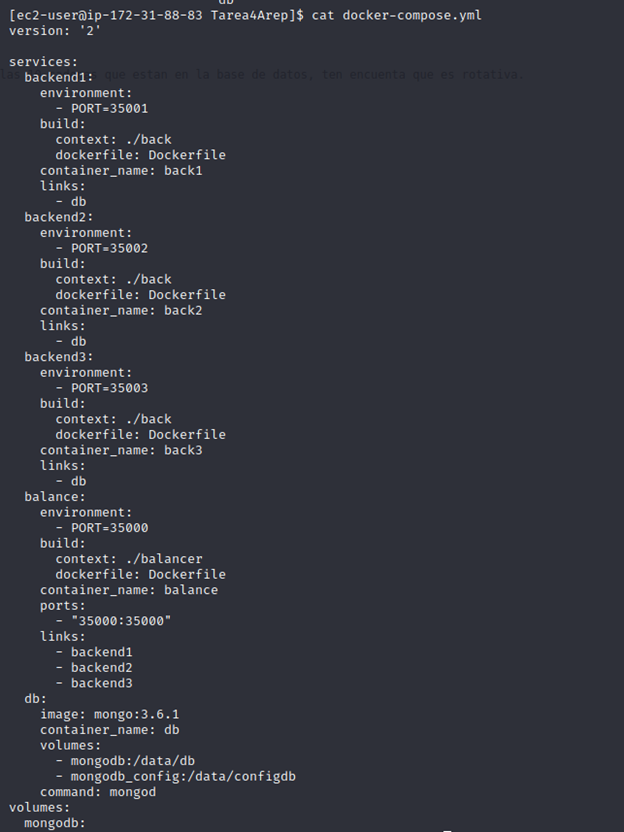 db
[ec2-user@ip-172-31-88-83 Tarea4Arep]$ cat docker-compose.yml
version: '2'
services:
las que estan en la base de datos, ten encuenta que es rotativa.
  backend1:
    environment:
      - PORT=35001
    build:
      context: ./back
      dockerfile: Dockerfile
    container_name: back1
    links:
      - db
  backend2:
    environment:
      - PORT=35002
    build:
      context: ./back
      dockerfile: Dockerfile
    container_name: back2
    links:
      - db
  backend3:
    environment:
      - PORT=35003
    build:
      context: ./back
      dockerfile: Dockerfile
    container_name: back3
    links:
      - db
  balance:
    environment:
      - PORT=35000
    build:
      context: ./balancer
      dockerfile: Dockerfile
    container_name: balance
    ports:
      - "35000:35000"
    links:
      - backend1
      - backend2
      - backend3
  db:
    image: mongo:3.6.1
    container_name: db
    volumes:
      - mongodb:/data/db
      - mongodb_config:/data/configdb
    command: mongod
volumes:
  mongodb: